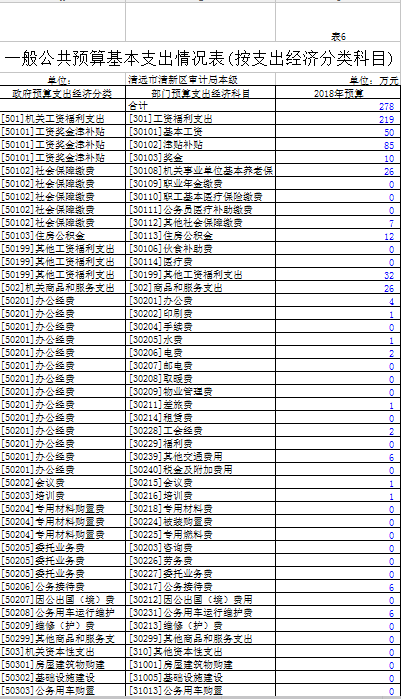 表6
一般公共预算基本支出情况表(按支出经济分类科目)
单位: 清远市清新区审计局本级 单位: 万元
政府预算支出经济分类 部门预算支出经济科目 2018年预算
合计 278
[501]机关工资福利支出 [301]工资福利支出 219
[50101]工资奖金津补贴 [30101]基本工资 50
[50101]工资奖金津补贴 [30102]津贴补贴 85
[50101]工资奖金津补贴 [30103]奖金 10
[50102]社会保障缴费 [30108]机关事业单位基本养老保 26
[50102]社会保障缴费 [30109]职业年金缴费 0
[50102]社会保障缴费 [30110]职工基本医疗保险缴费 0
[50102]社会保障缴费 [30111]公务员医疗补助缴费 0
[50102]社会保障缴费 [30112]其他社会保障缴费 7
[50103]住房公积金 [30113]住房公积金 12
[50199]其他工资福利支出 [30106]伙食补助费 0
[50199]其他工资福利支出 [30114]医疗费 0
[50199]其他工资福利支出 [30199]其他工资福利支出 32
[502]机关商品和服务支出 [302]商品和服务支出 26
[50201]办公经费 [30201]办公费 4
[50201]办公经费 [30202]印刷费 1
[50201]办公经费 [30204]手续费 0
[50201]办公经费 [30205]水费 1
[50201]办公经费 [30206]电费 2
[50201]办公经费 [30207]邮电费 0
[50201]办公经费 [30208]取暖费 0
[50201]办公经费 [30209]物业管理费 0
[50201]办公经费 [30211]差旅费 1
[50201]办公经费 [30214]租赁费 0
[50201]办公经费 [30228]工会经费 2
[50201]办公经费 [30229]福利费 0
[50201]办公经费 [30239]其他交通费用 6
[50201]办公经费 [30240]税金及附加费用 0
[50202]会议费 [30215]会议费 1
[50203]培训费 [30216]培训费 1
[50204]专用材料购置费 [30218]专用材料费 0
[50204]专用材料购置费 [30224]被装购置费 0
[50204]专用材料购置费 [30225]专用燃料费 0
[50205]委托业务费 [30203]咨询费 0
[50205]委托业务费 [30226]劳务费 0
[50205]委托业务费 [30227]委托业务费 0
[50206]公务接待费 [30217]公务接待费 6
[50207]因公出国（境）费 [30212]因公出国（境）费用 0
[50208]公务用车运行维护 [30231]公务用车运行维护费 6
[50209]维修（护）费 [30213]维修（护）费 0
[50299]其他商品和服务支 [30299]其他商品和服务支出 0
[503]机关资本性支出 [310]其他资本性支出 0
[50301]房屋建筑物购建 [31001]房屋建筑物购建 0
[50302]基础设施建设 [31005]基础设施建设 0
[50303]公务用车购置 [31013]公务用车购置 0